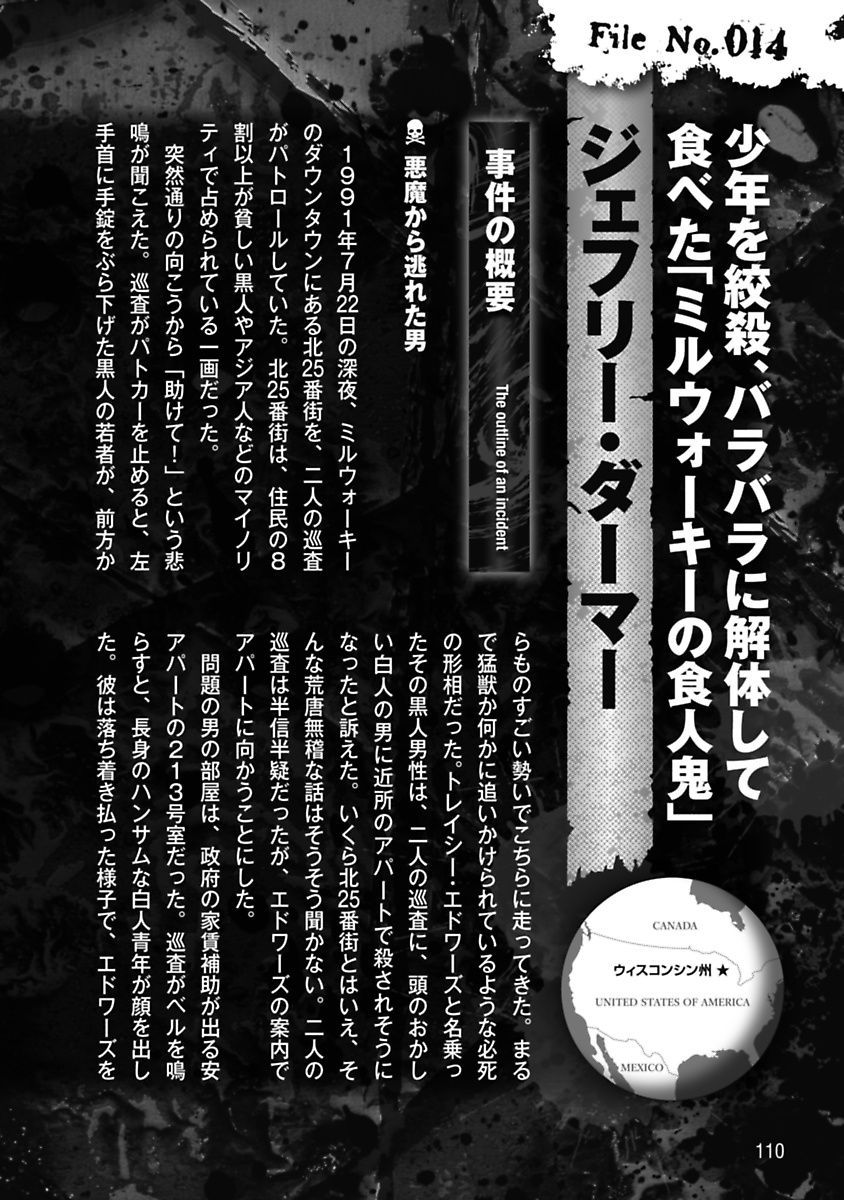 File No.014
少年を絞殺、バラバラに解体して
食べた「ミルウォーキーの食人鬼」
ジェフリー・ダーマー
事件の概要
The outline of an incident
悪魔から逃れた男
　１９９１年７月22日の深夜、ミルウォーキー
のダウンタウンにある北25番街を、二人の巡査
がパトロールしていた。北25番街は、住民の８
割以上が貧しい黒人やアジア人などのマイノリ
ティで占められている一画だった。
　突然通りの向こうから「助けて！」という悲
鳴が聞こえた。巡査がパトカーを止めると、左
手首に手錠をぶら下げた黒人の若者が、前方か
らものすごい勢いでこちらに走ってきた。まる
で猛獣か何かに追いかけられているような必死
の形相だった。トレイシー・エドワーズと名乗っ
たその黒人男性は、二人の巡査に、頭のおかし
い白人の男に近所のアパートで殺されそうに
なったと訴えた。いくら北25番街とはいえ、そ
んな荒唐無稽な話はそうそう聞かない。二人の
巡査は半信半疑だったが、エドワーズの案内で
アパートに向かうことにした。
　問題の男の部屋は、政府の家賃補助が出る安
アパートの２１３号室だった。巡査がベルを鳴
らすと、長身のハンサムな白人青年が顔を出し
た。彼は落ち着き払った様子で、エドワーズを
CANADA
ウィスコンシン州 ★
UNITED STATES OF AMERICA
MEXICO
110